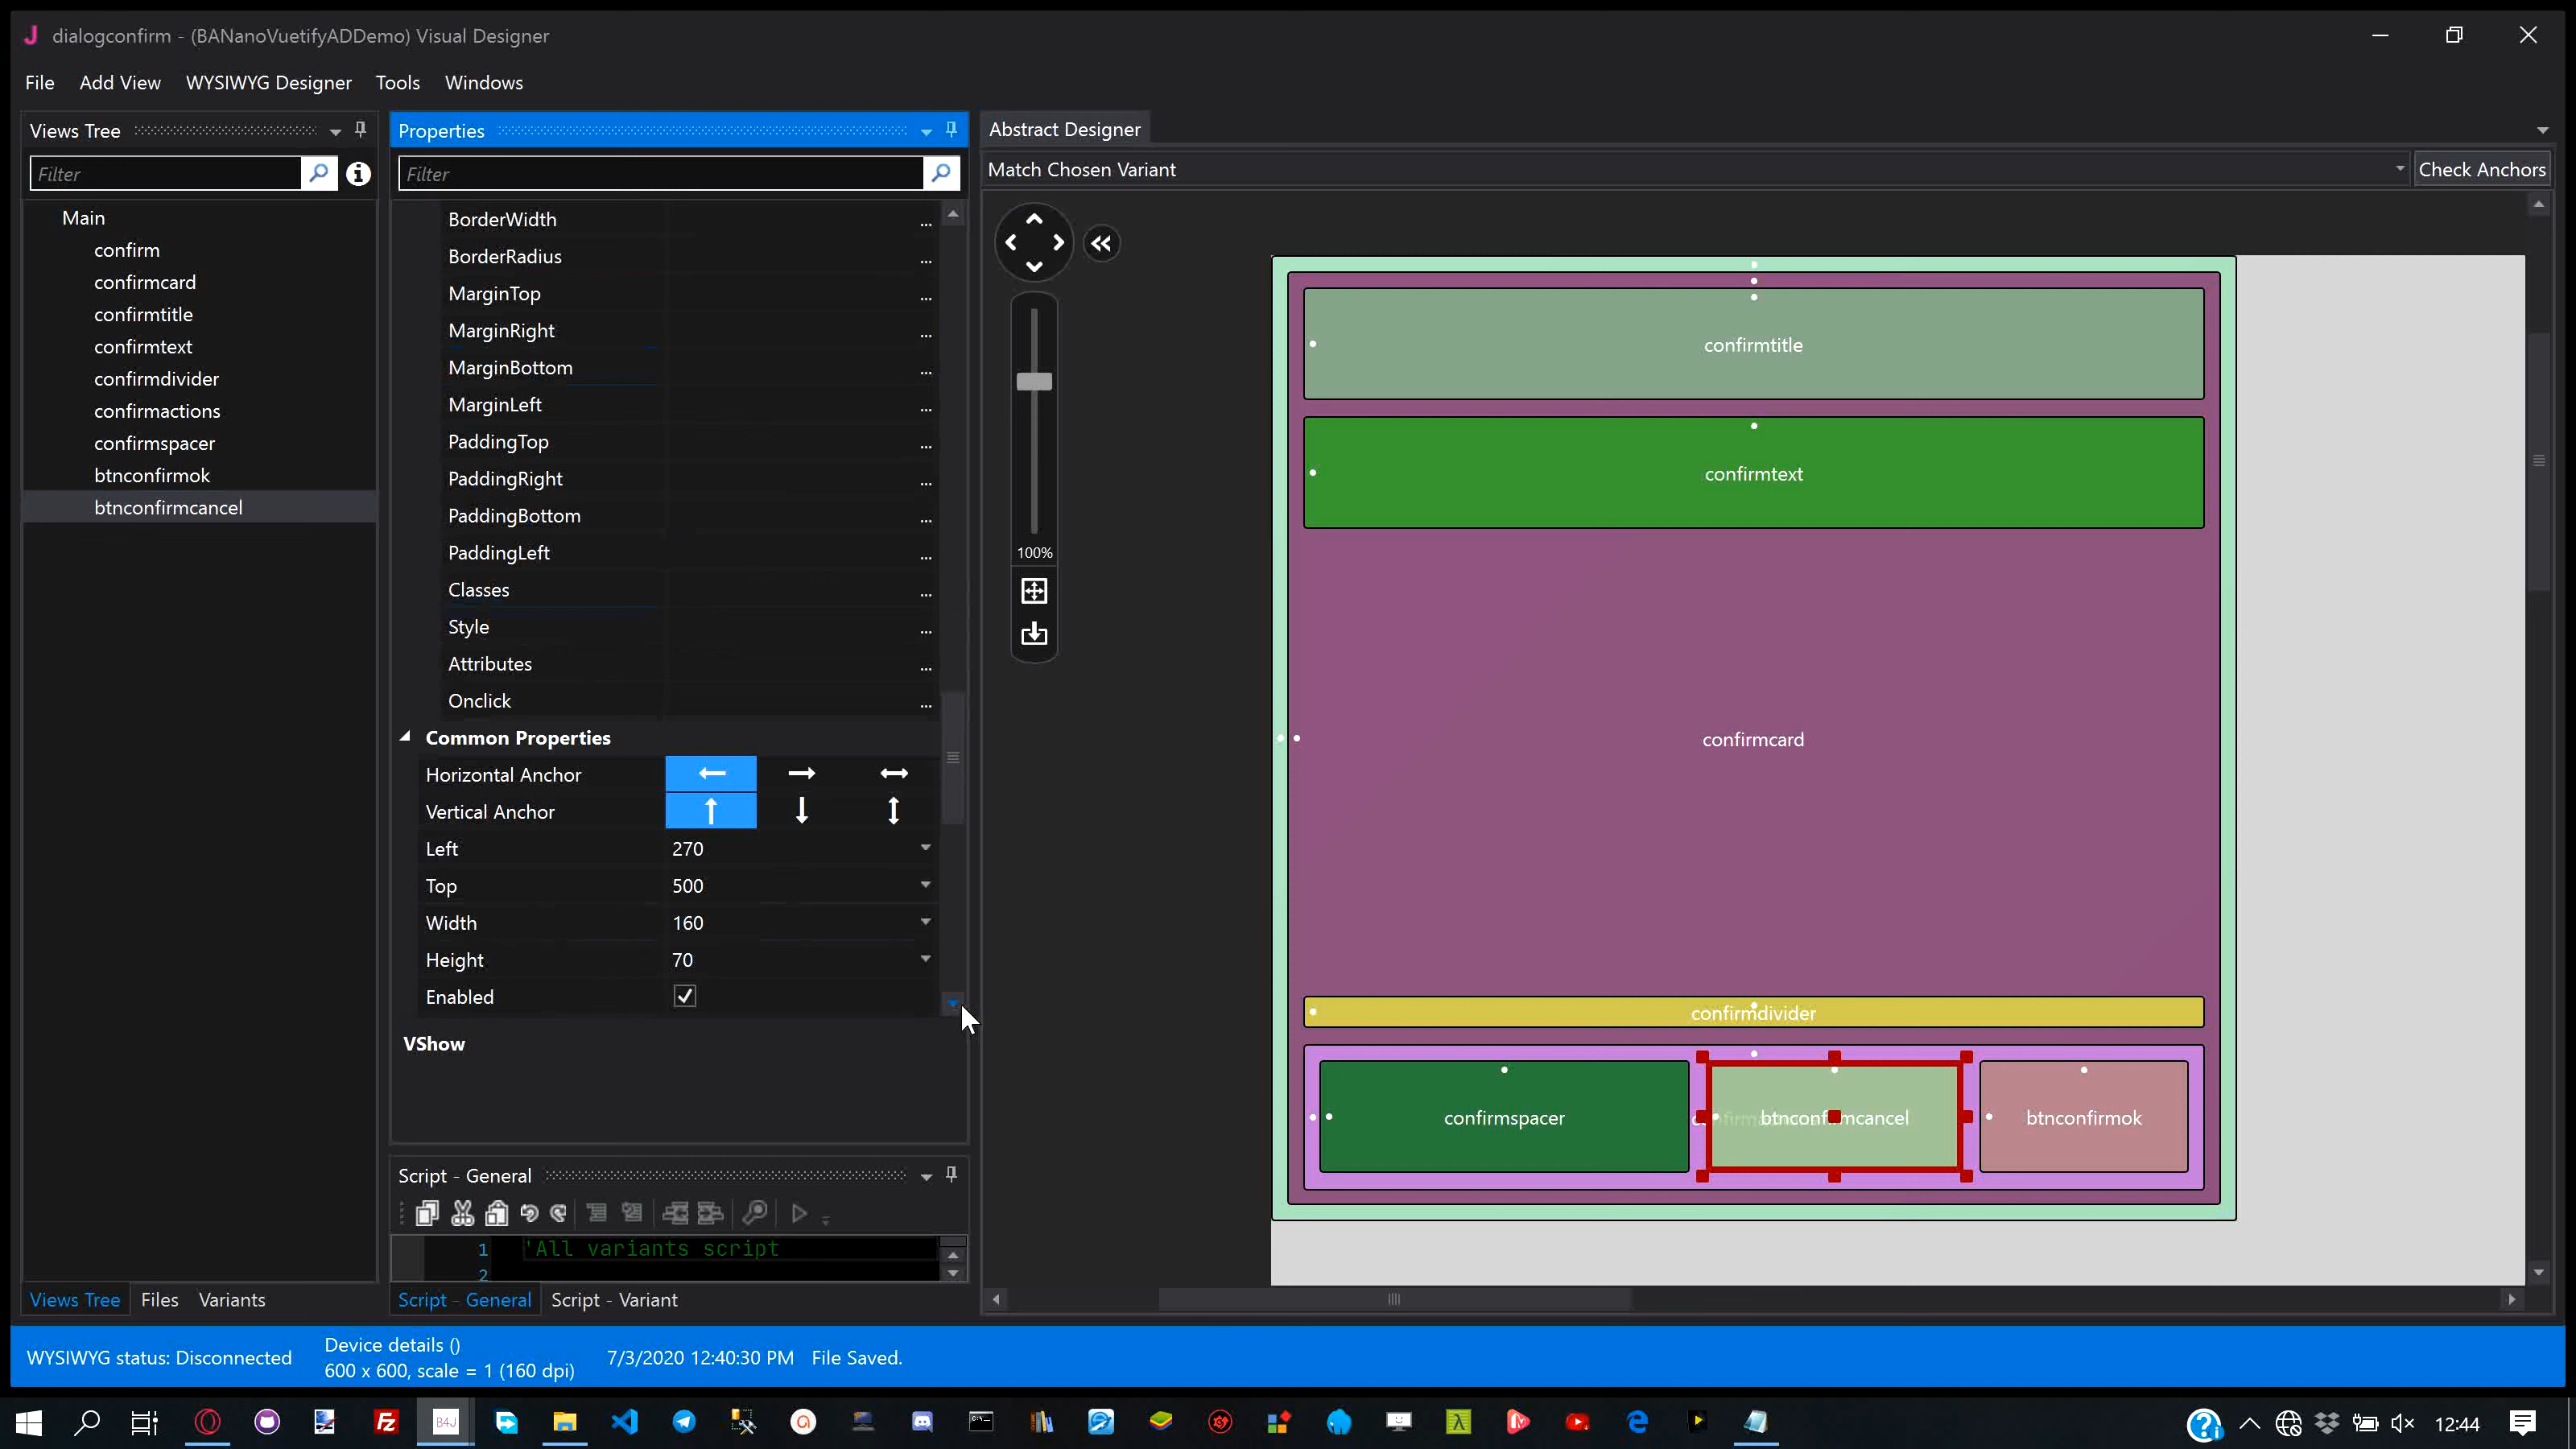 dialogconfirm - (BANanoVuetifyADDemo) Visual Designer
File Add View WYSIWYG Designer Tools Windows
Views Tree
Filter
Main
confirm
confirmcard
confirmtitle
confirmtext
confirmdivider
confirmactions
confirmspacer
btnconfirmok
btnconfirmcancel
Views Tree Files Variants
Properties
Filter
BorderWidth ...
BorderRadius ...
MarginTop ...
MarginRight ...
MarginBottom ...
MarginLeft ...
PaddingTop ...
PaddingRight ...
PaddingBottom ...
PaddingLeft ...
Classes ...
Style ...
Attributes ...
Onclick ...
Common Properties
Horizontal Anchor
Vertical Anchor
Left 270
Top 500
Width 160
Height 70
Enabled
VShow
Script - General
1 'All variants script
2
Script - General Script - Variant
Abstract Designer
Match Chosen Variant Check Anchors
100%
confirmtitle
confirmtext
confirmcard
confirmdivider
confirmspacer btnconfirmcancel btnconfirmok
WYSIWYG status: Disconnected
Device details ()
600 x 600, scale = 1 (160 dpi)
7/3/2020 12:40:30 PM File Saved.
B4J
12:44